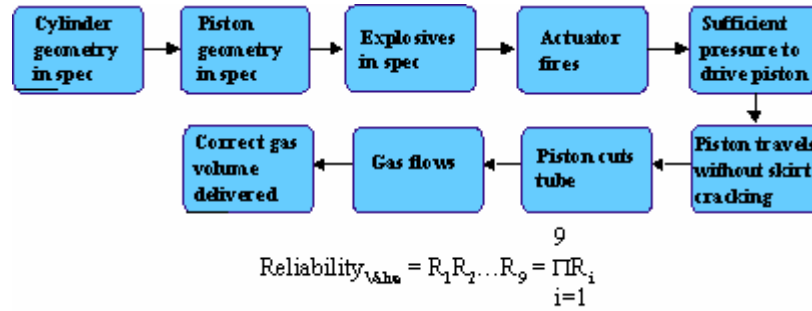 Cylinder
geometry
in spec
Piston
geometry
in spec
Explosives
in spec
Actuator
fires
Sufficient
pressure to
drive piston
Piston travels
without skirt
cracking
Piston cuts
tube
Gas flows
Correct gas
volume
delivered
9
Reliability = R₁R₂...R₉ = ΠRᵢ
i=1